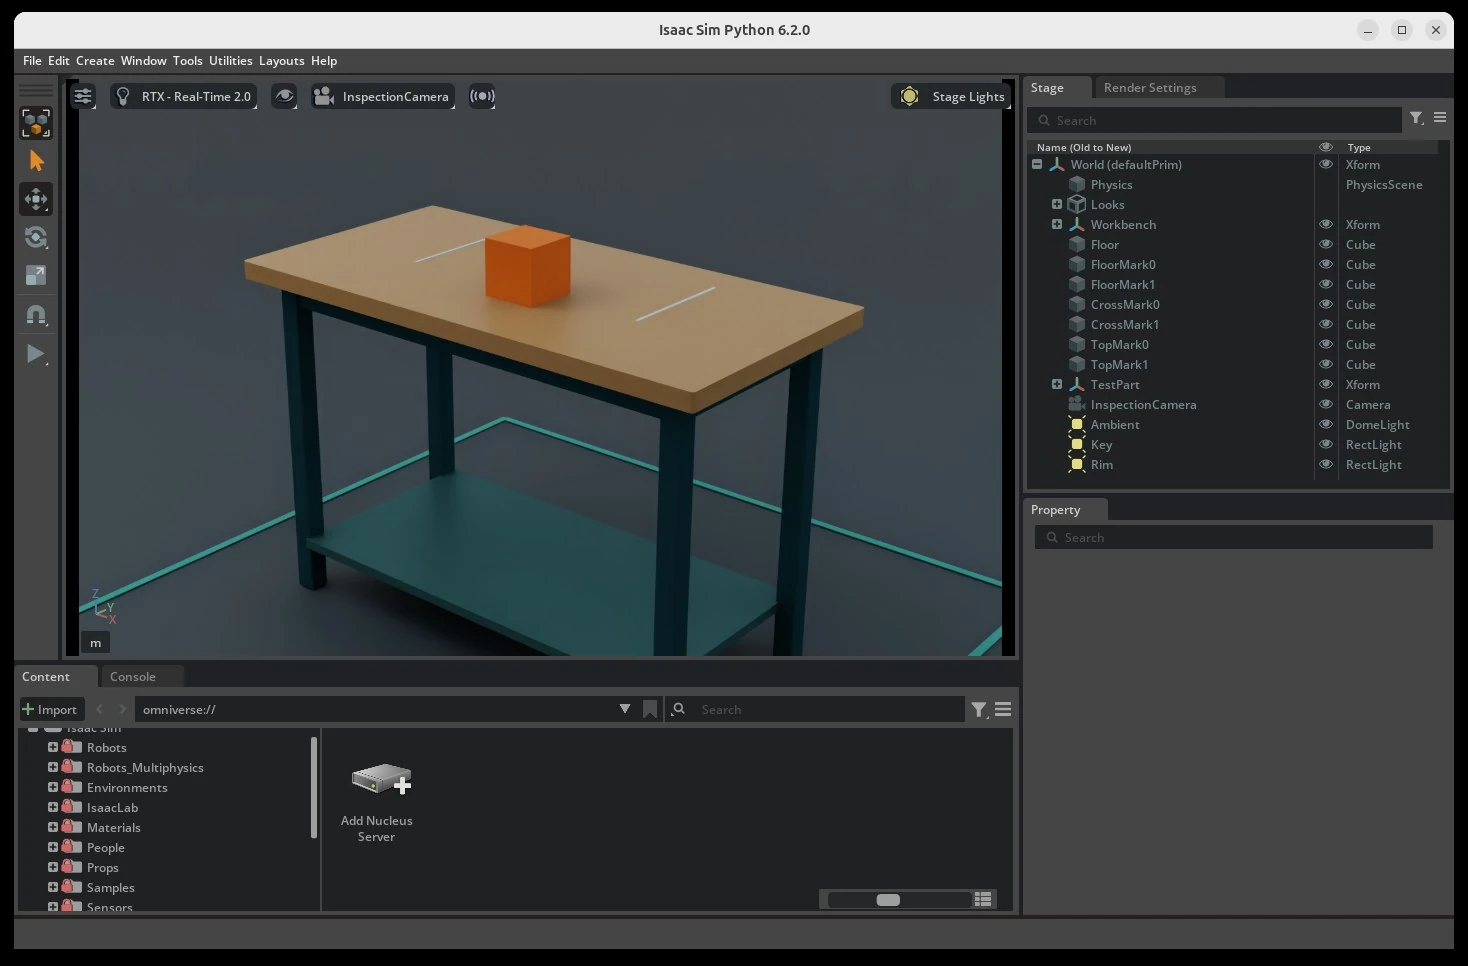 Isaac Sim Python 6.2.0
File Edit Create Window Tools Utilities Layouts Help
RTX - Real-Time 2.0
InspectionCamera
Stage Lights
Z
Y
X
m
Stage
Render Settings
Search
Name (Old to New)
Type
World (defaultPrim) Xform
Physics PhysicsScene
Looks
Workbench Xform
Floor Cube
FloorMark0 Cube
FloorMark1 Cube
CrossMark0 Cube
CrossMark1 Cube
TopMark0 Cube
TopMark1 Cube
TestPart Xform
InspectionCamera Camera
Ambient DomeLight
Key RectLight
Rim RectLight
Property
Search
Content
Console
Import
omniverse://
Search
Isaac Sim
Robots
Robots_Multiphysics
Environments
IsaacLab
Materials
People
Props
Samples
Sensors
Add Nucleus
Server